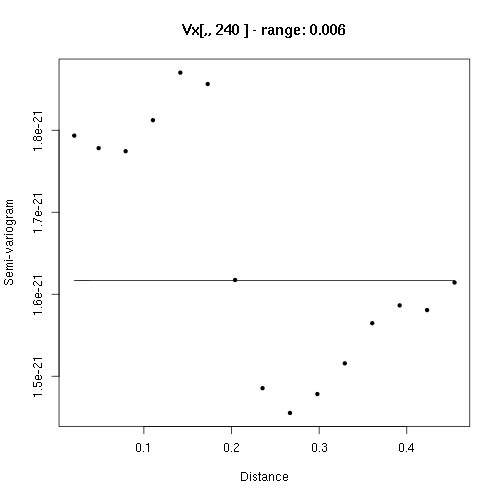 Vx[,, 240 ] - range: 0.006
1.8e-21
1.7e-21
1.6e-21
1.5e-21
Semi-variogram
0.1 0.2 0.3 0.4
Distance